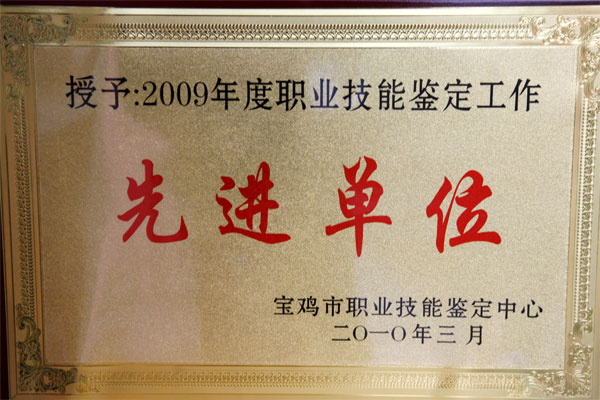 授予:2009年度职业技能鉴定工作
先进单位
宝鸡市职业技能鉴定中心
二〇一〇年三月